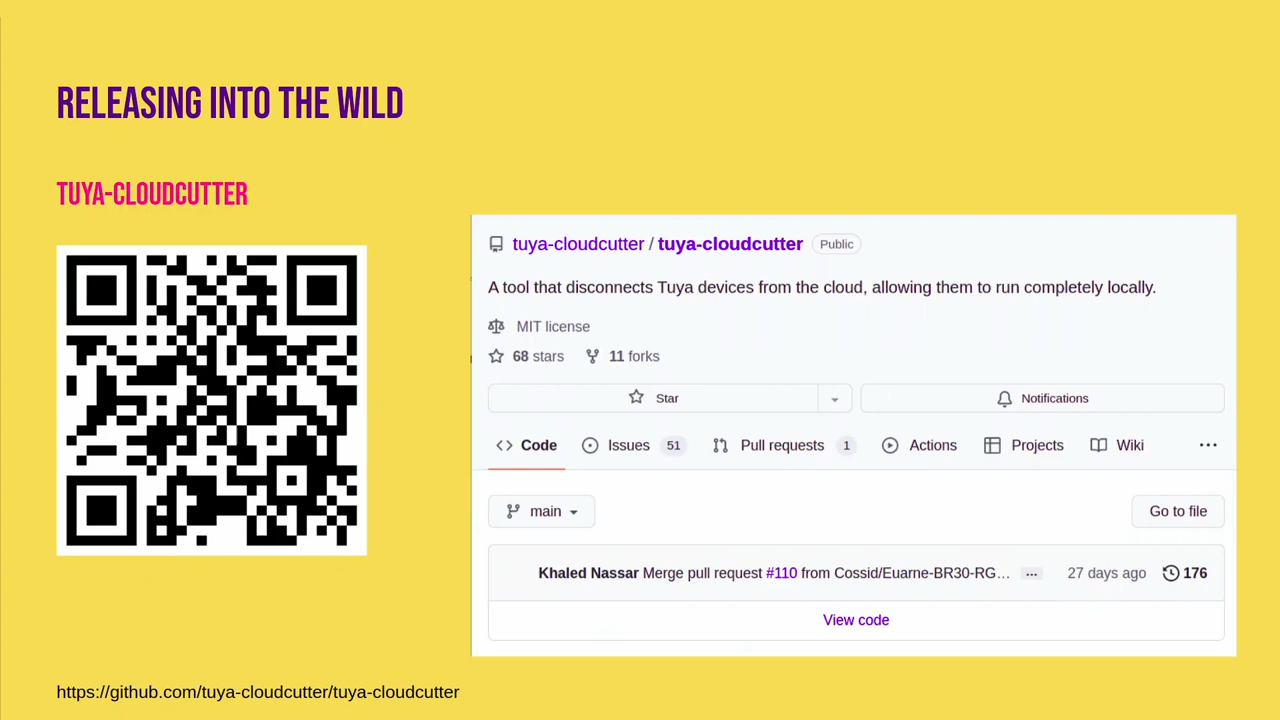 RELEASING INTO THE WILD
TUYA-CLOUDCUTTER
tuya-cloudcutter / tuya-cloudcutter Public
A tool that disconnects Tuya devices from the cloud, allowing them to run completely locally.
MIT license
68 stars 11 forks
Star Notifications
Code Issues 51 Pull requests 1 Actions Projects Wiki ...
main Go to file
Khaled Nassar Merge pull request #110 from Cossid/Euarne-BR30-RG… ... 27 days ago 176
View code
https://github.com/tuya-cloudcutter/tuya-cloudcutter